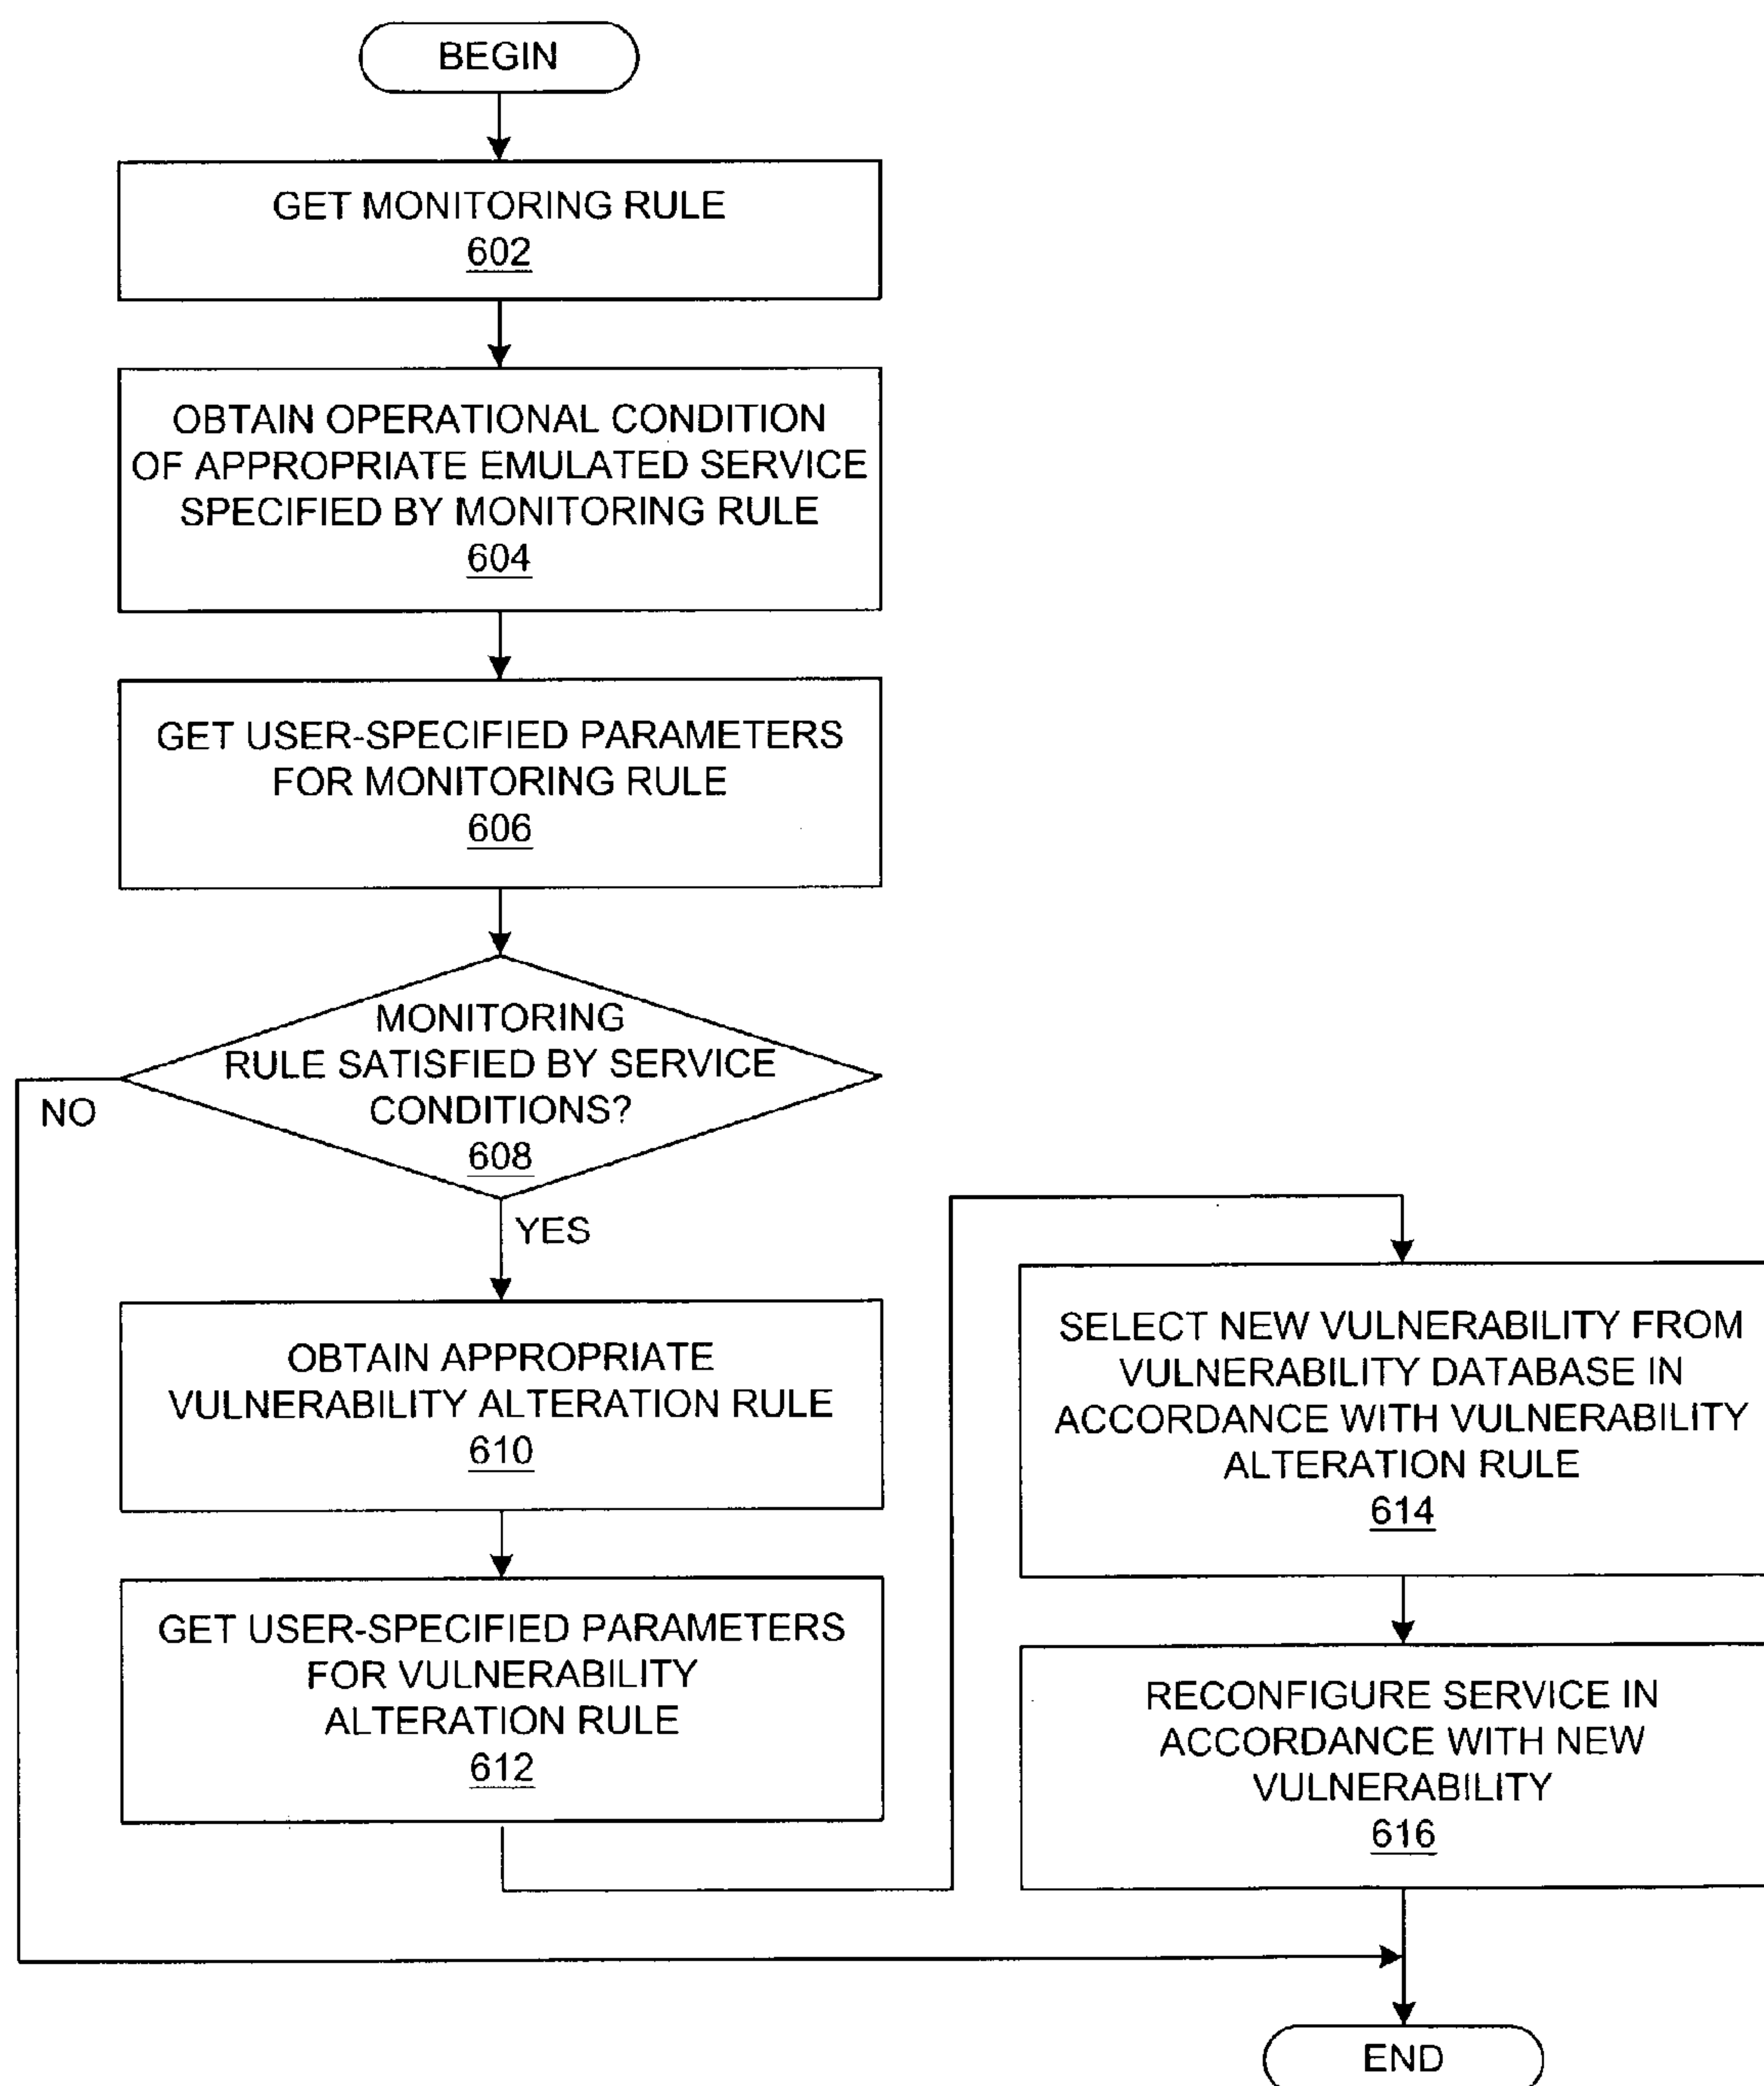 BEGIN
GET MONITORING RULE
602
OBTAIN OPERATIONAL CONDITION
OF APPROPRIATE EMULATED SERVICE
SPECIFIED BY MONITORING RULE
604
GET USER-SPECIFIED PARAMETERS
FOR MONITORING RULE
606
MONITORING
RULE SATISFIED BY SERVICE
CONDITIONS?
608
NO
YES
OBTAIN APPROPRIATE
VULNERABILITY ALTERATION RULE
610
GET USER-SPECIFIED PARAMETERS
FOR VULNERABILITY
ALTERATION RULE
612
SELECT NEW VULNERABILITY FROM
VULNERABILITY DATABASE IN
ACCORDANCE WITH VULNERABILITY
ALTERATION RULE
614
RECONFIGURE SERVICE IN
ACCORDANCE WITH NEW
VULNERABILITY
616
END